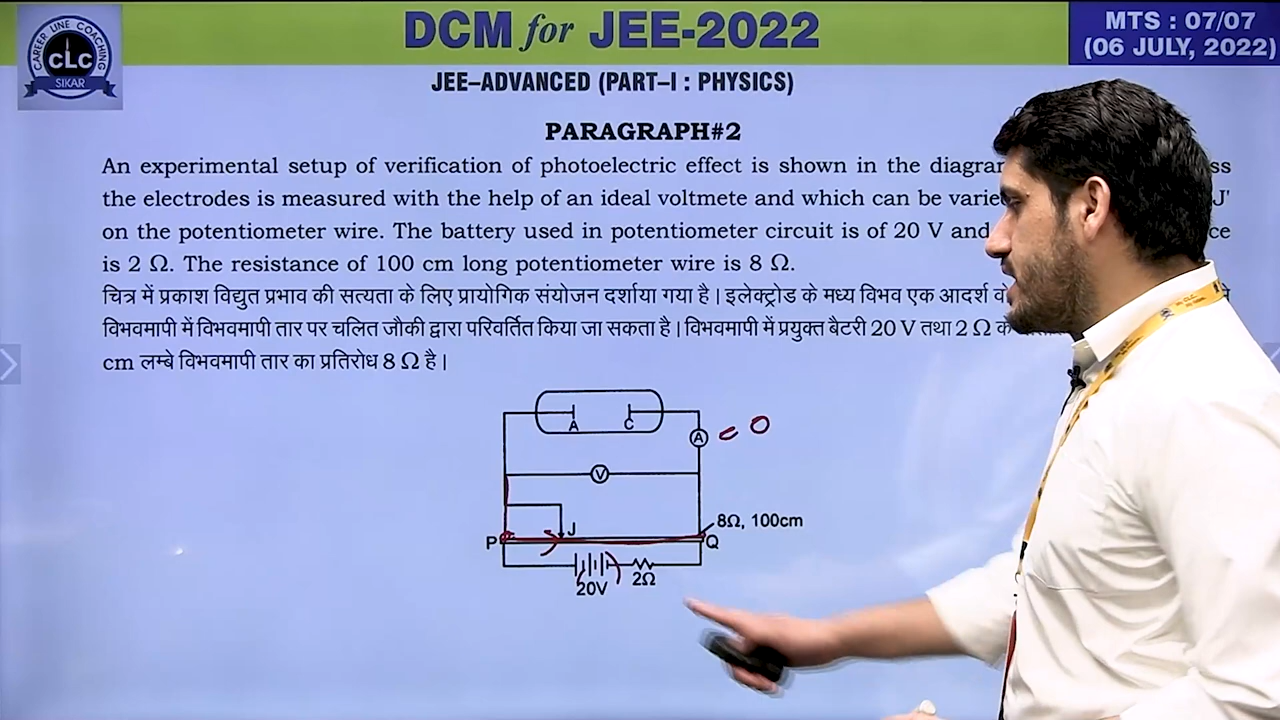 DCM for JEE-2022
MTS : 07/07
(06 JULY, 2022)
CAREER LINE COACHING
CLC
SIKAR
JEE–ADVANCED (PART–I : PHYSICS)
PARAGRAPH#2
An experimental setup of verification of photoelectric effect is shown in the
the electrodes is measured with the help of an ideal voltmete and which can be J'
on the potentiometer wire. The battery used in potentiometer circuit is of 20 V and
is 2 Ω. The resistance of 100 cm long potentiometer wire is 8 Ω.
चित्र में प्रकाश विद्युत प्रभाव की सत्यता के लिए प्रायोगिक संयोजन दर्शाया गया है। इलेक्ट्रोड के मध्य विभव एक आदर्श
विभवमापी में विभवमापी तार पर चलित जौकी द्वारा परिवर्तित किया जा सकता है। विभवमापी में प्रयुक्त बैटरी 20 V तथा 2 Ω
cm लम्बे विभवमापी तार का प्रतिरोध 8 Ω है।
A C
A = 0
V
8Ω, 100cm
P J Q
20V 2Ω